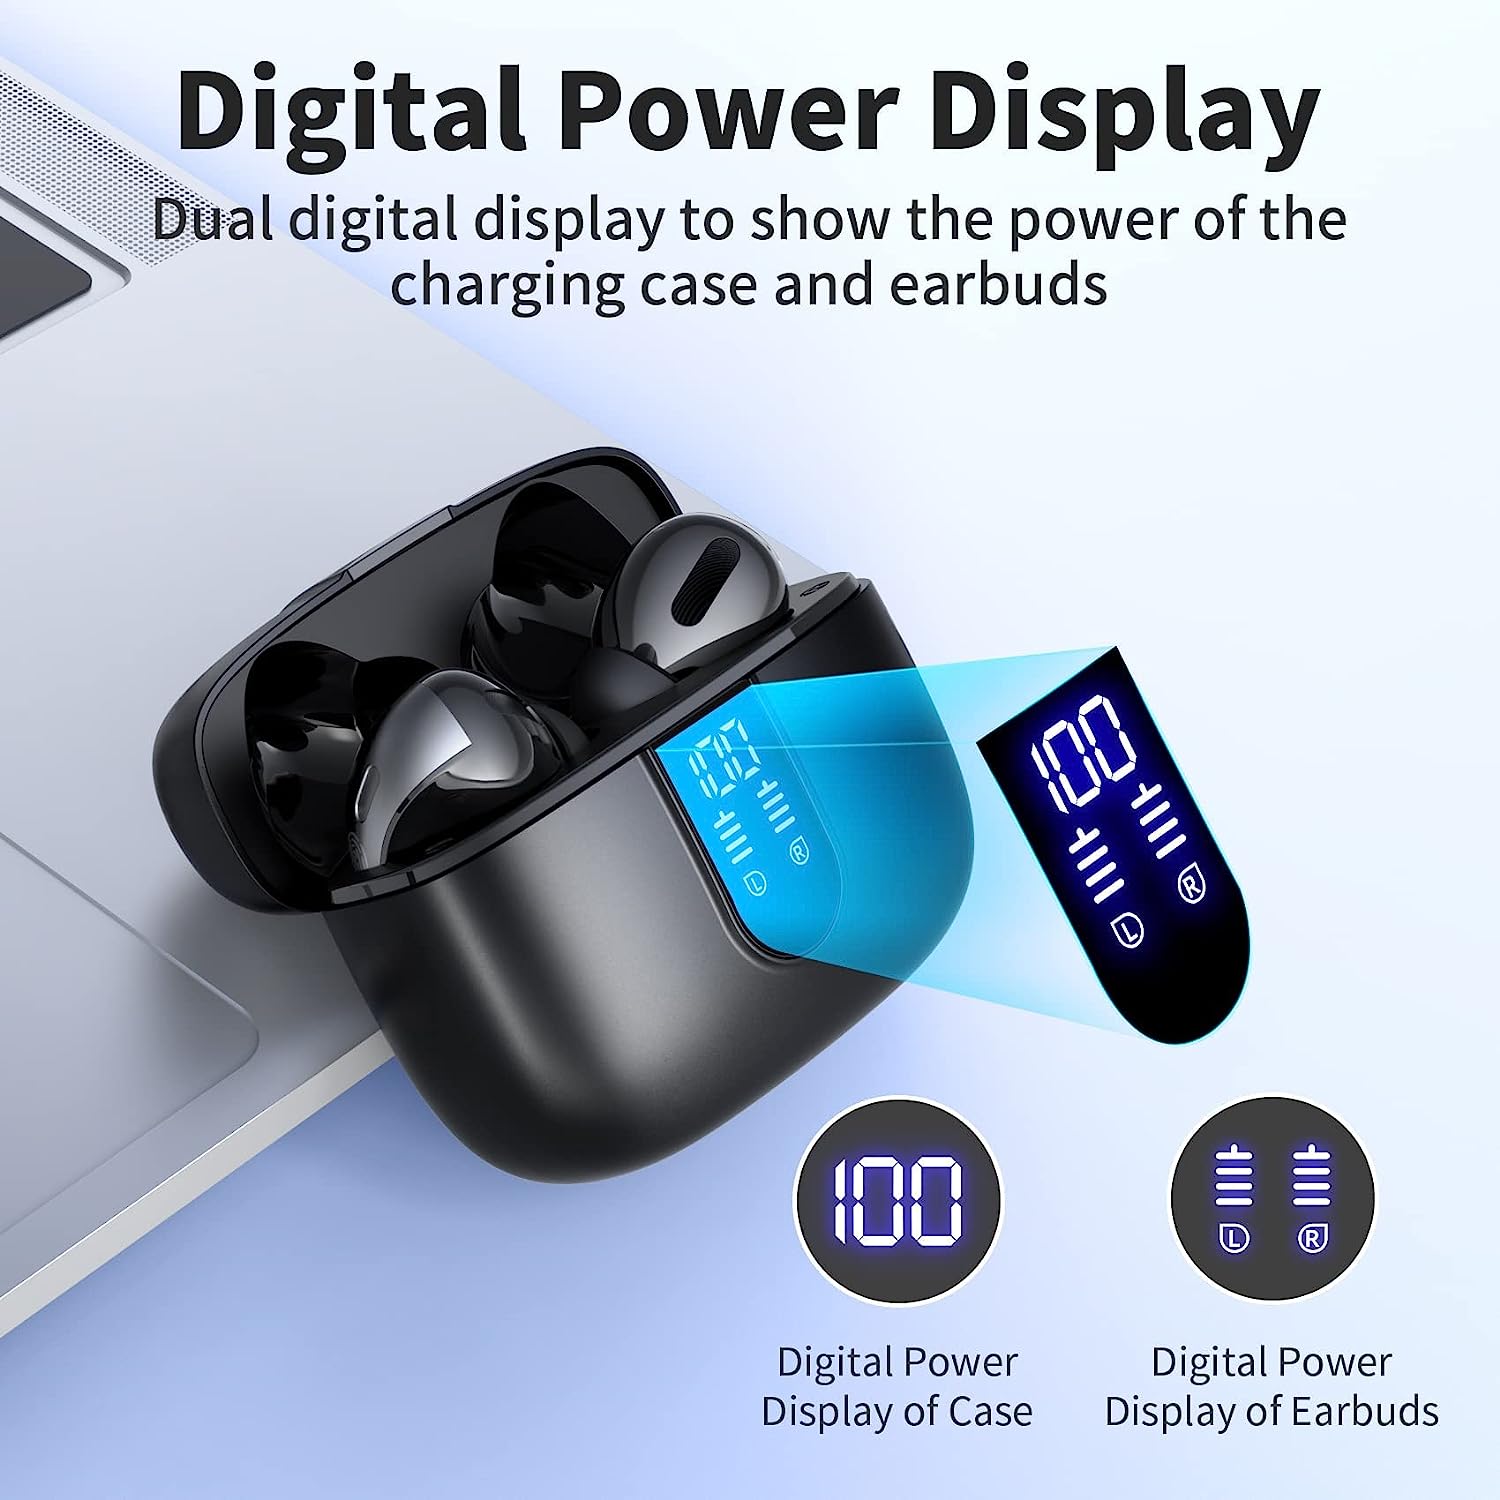 Digital Power Display
Dual digital display to show the power of the
charging case and earbuds
100
L R
100
L R
100
L R
Digital Power
Display of Case
Digital Power
Display of Earbuds